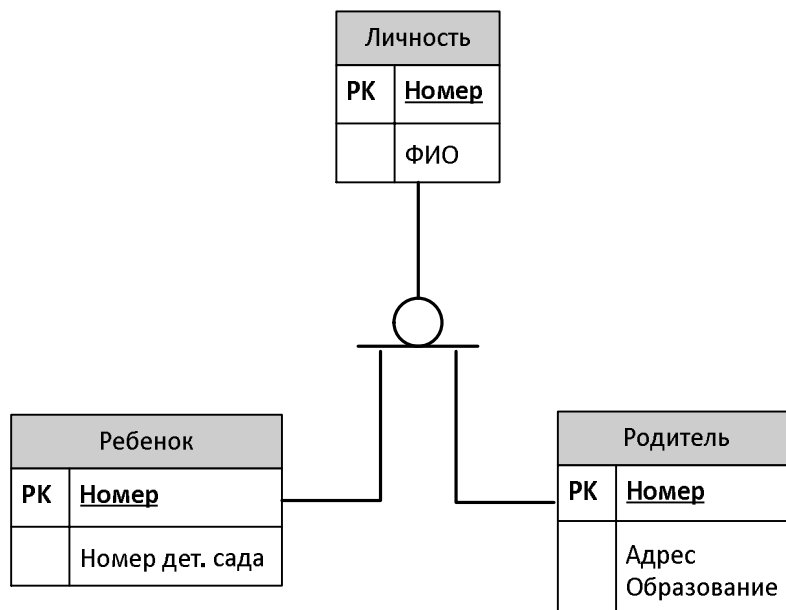 Личность
PK Номер
ФИО
Ребенок
PK Номер
Номер дет. сада
Родитель
PK Номер
Адрес
Образование